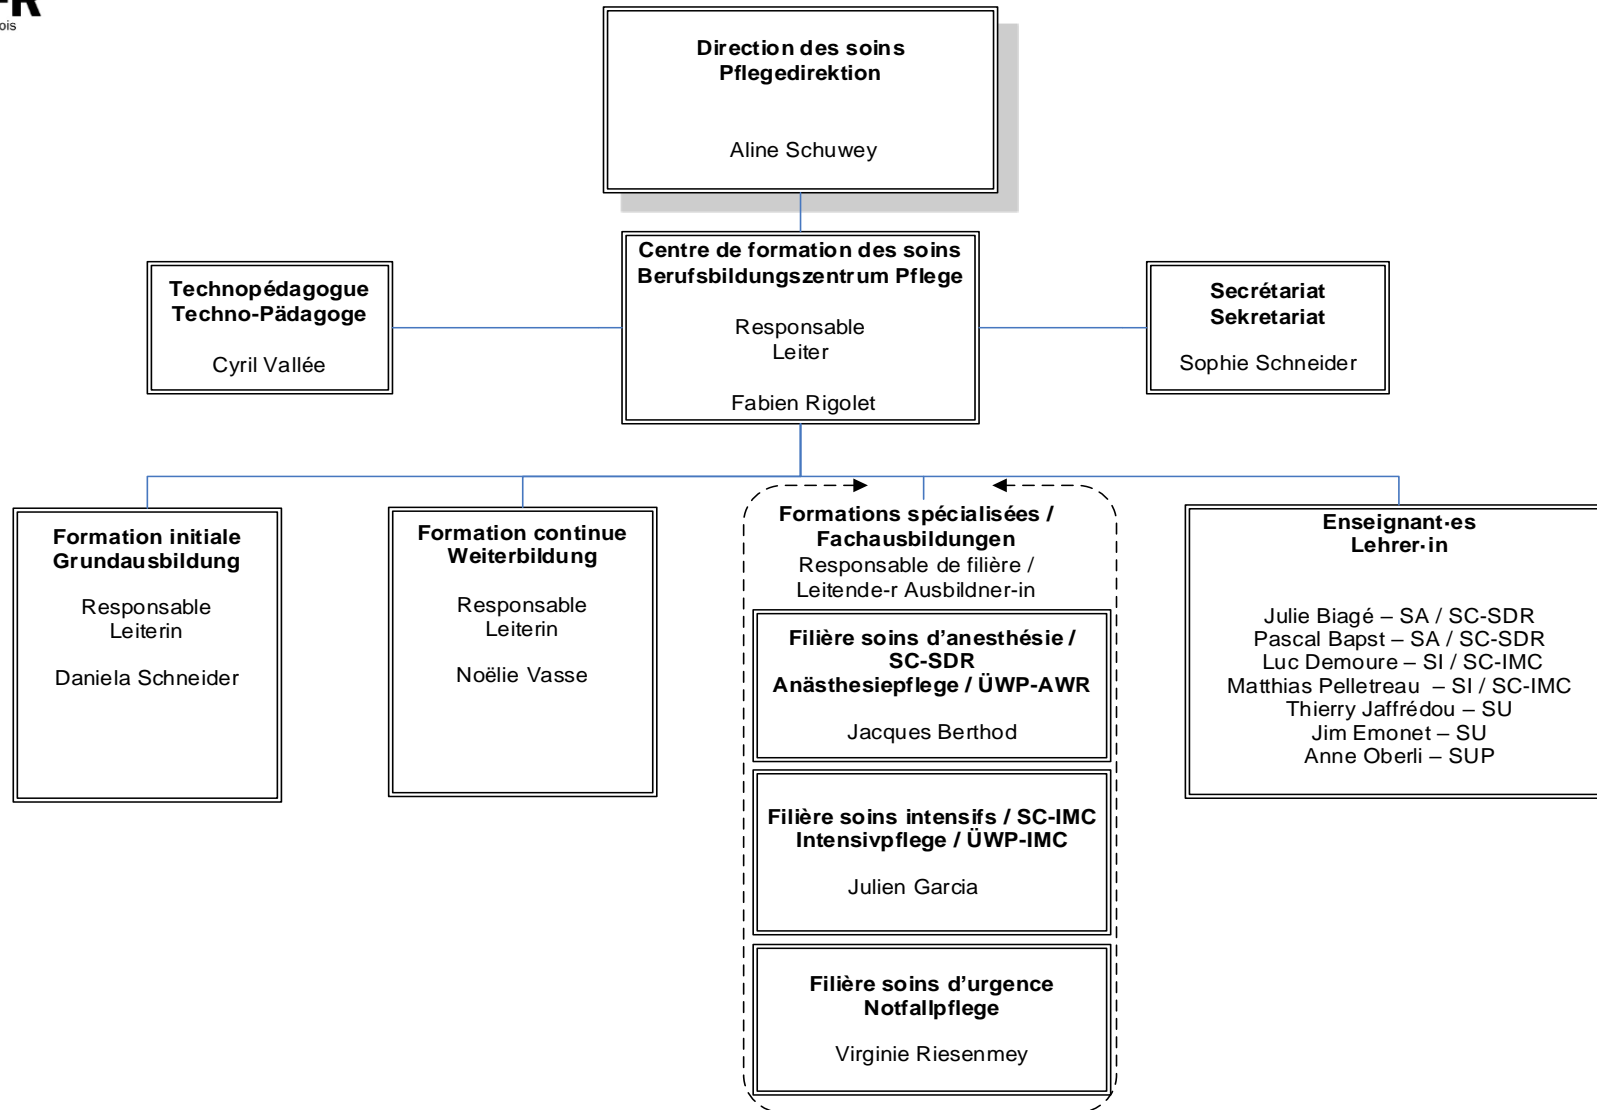 ois
Direction des soins
Pflegedirektion
Aline Schuwey
Centre de formation des soins
Berufsbildungszentrum Pflege
Responsable
Leiter
Fabien Rigolet
Technopédagogue
Techno-Pädagoge
Cyril Vallée
Secrétariat
Sekretariat
Sophie Schneider
Formation initiale
Grundausbildung
Responsable
Leiterin
Daniela Schneider
Formation continue
Weiterbildung
Responsable
Leiterin
Noëlie Vasse
Formations spécialisées /
Fachausbildungen
Responsable de filière /
Leitende-r Ausbildner-in
Filière soins d'anesthésie /
SC-SDR
Anästhesiepflege / ÜWP-AWR
Jacques Berthod
Filière soins intensifs / SC-IMC
Intensivpflege / ÜWP-IMC
Julien Garcia
Filière soins d'urgence
Notfallpflege
Virginie Riesenmey
Enseignant·es
Lehrer·in
Julie Biagé – SA / SC-SDR
Pascal Bapst – SA / SC-SDR
Luc Demoure – SI / SC-IMC
Matthias Pelletreau – SI / SC-IMC
Thierry Jaffrédou – SU
Jim Emonet – SU
Anne Oberli – SUP